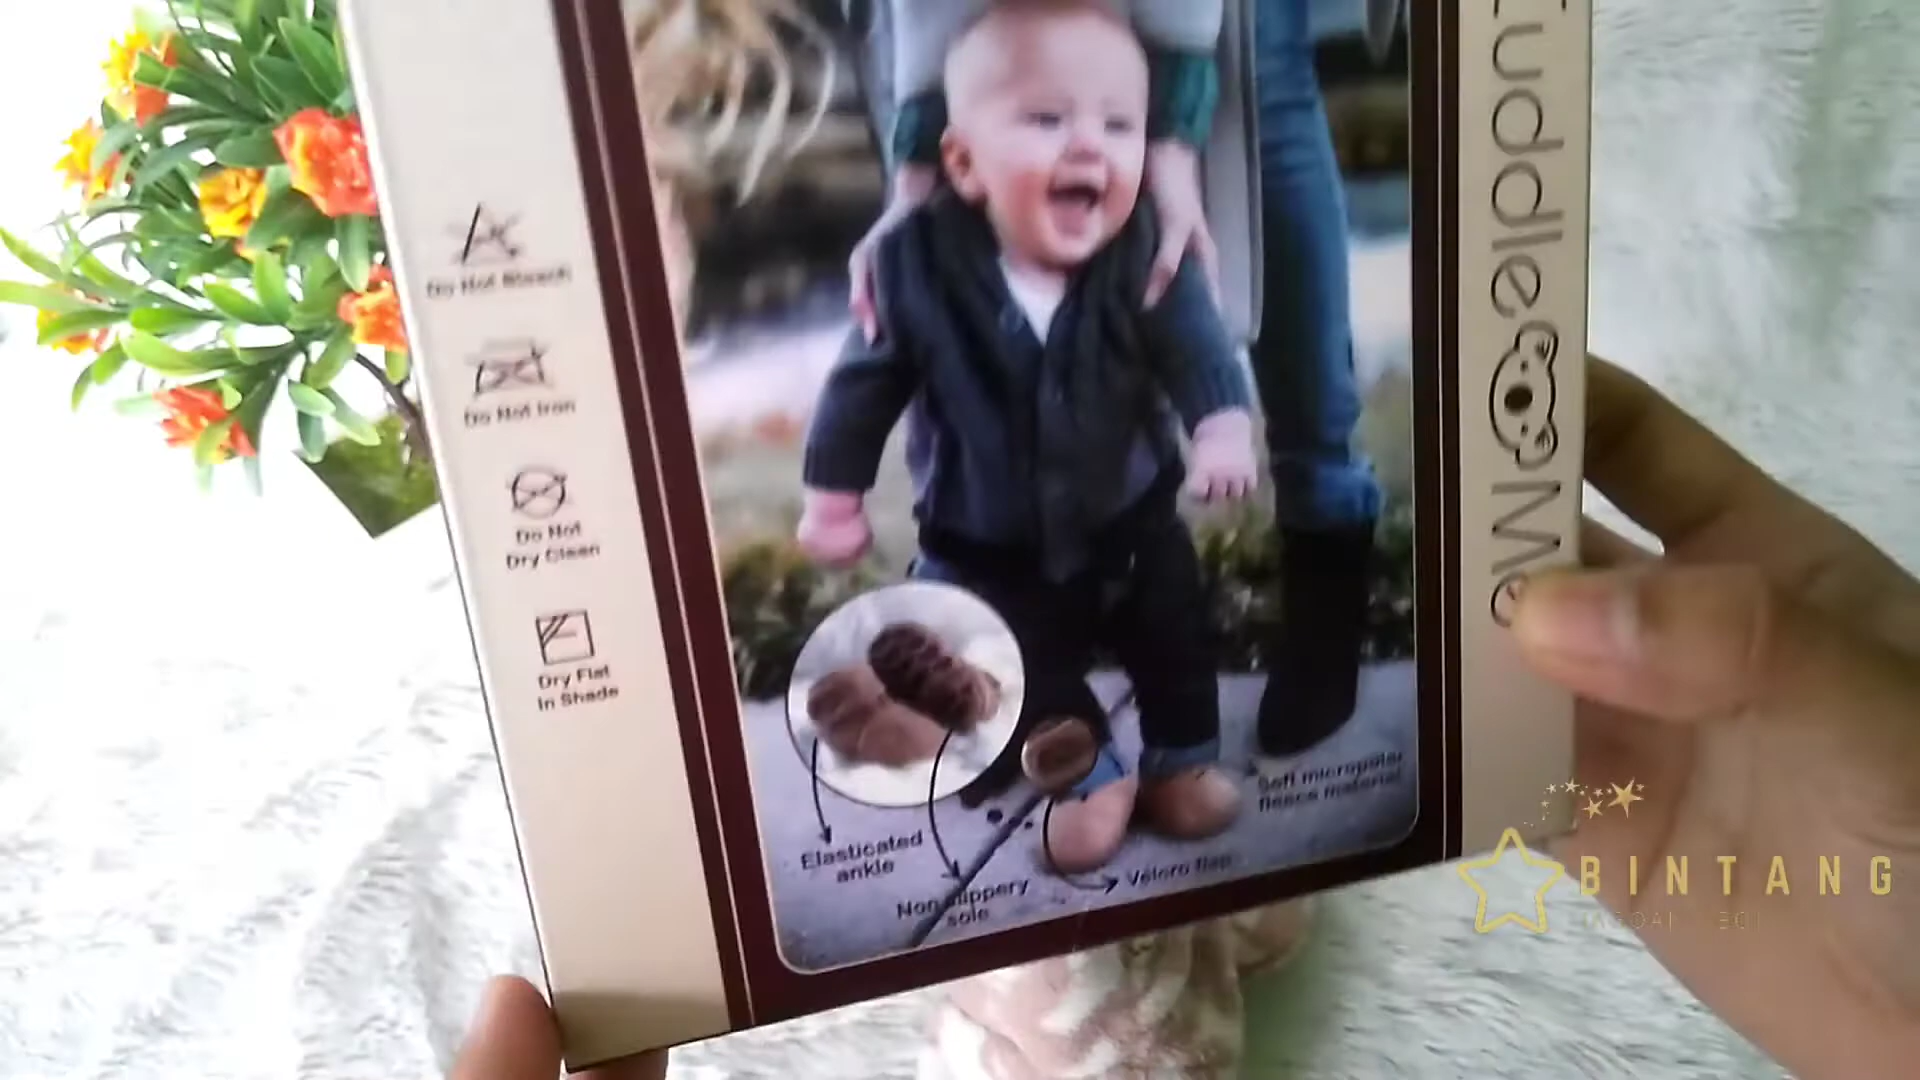 Do Not Bleach
Do Not Iron
Do Not
Dry Clean
Dry Flat
In Shade
Elasticated
ankle
Non slippery
sole
Velcro flap
Soft micropolar
fleece material
CuddleMe
BINTANG